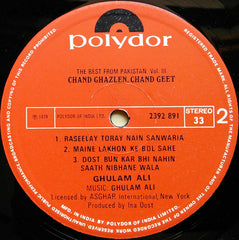 polydor
THE BEST FROM PAKISTAN Vol. III
CHAND GHAZLEN, CHAND GEET
℗ 1979
POLYDOR OF INDIA LTD.
2392 891
STEREO
33
2
1. RASEELAY TORAY NAIN SANWARIA
2. MAINE LAKHON KE BOL SAHE
3. DOST BUN KAR BHI NAHIN
SAATH NIBHANE WALA
GHULAM ALI
MUSIC: GHULAM ALI
Licensed by ASGHAR International, New York
Produced by Ina Dost